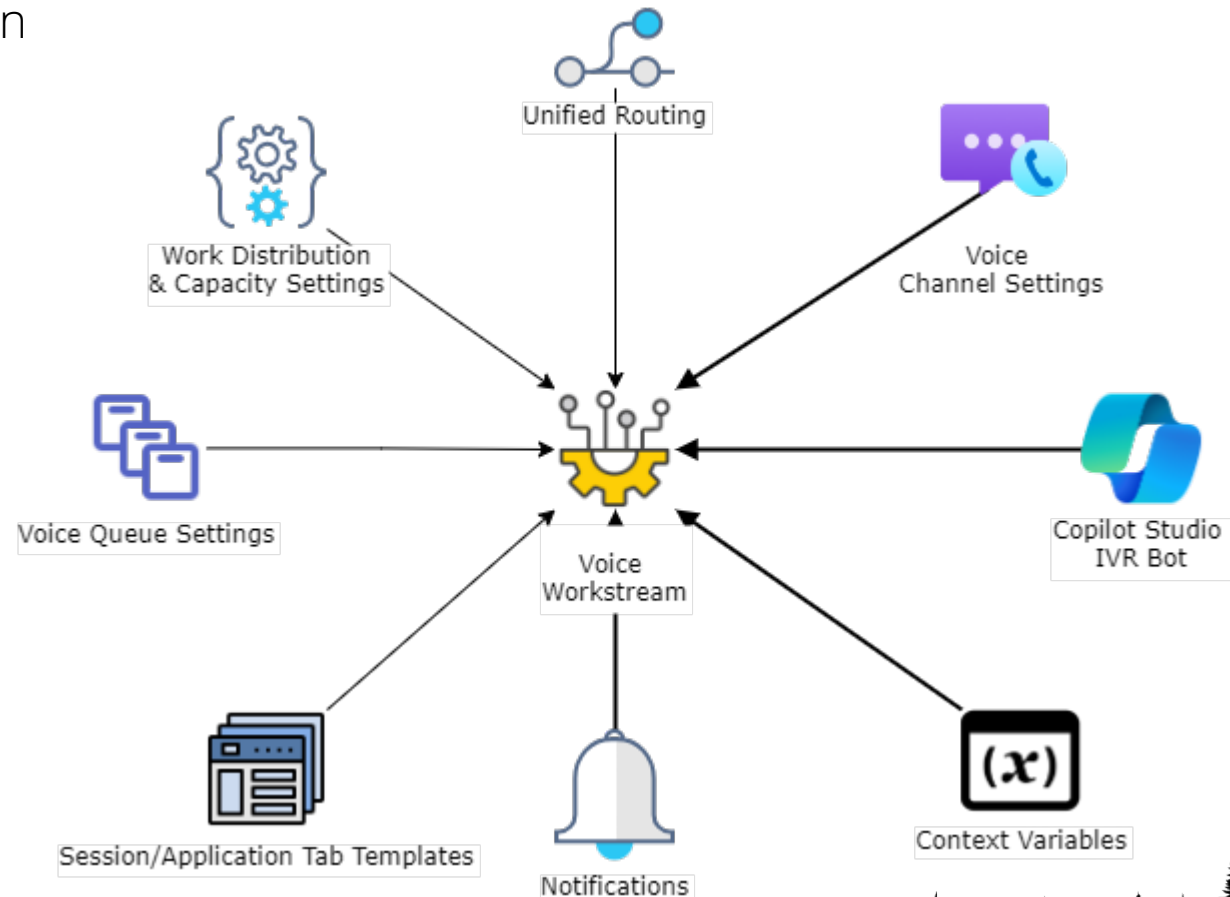 n
Unified Routing
Work Distribution
& Capacity Settings
Voice
Channel Settings
Voice Queue Settings
Copilot Studio
IVR Bot
Voice
Workstream
(x)
Session/Application Tab Templates
Context Variables
Notifications